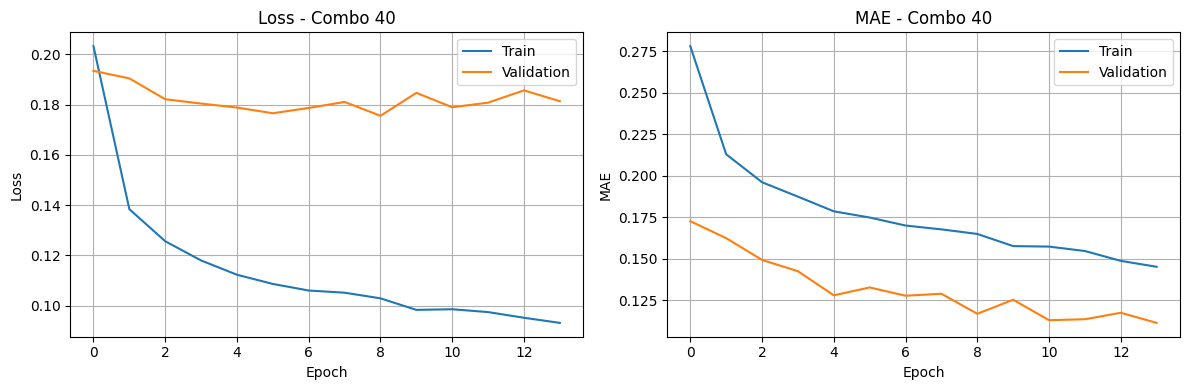 Loss - Combo 40
0.20
0.18
0.16
0.14
0.12
0.10
Loss
0 2 4 6 8 10 12
Epoch
Train
Validation
MAE - Combo 40
0.275
0.250
0.225
0.200
0.175
0.150
0.125
MAE
0 2 4 6 8 10 12
Epoch
Train
Validation